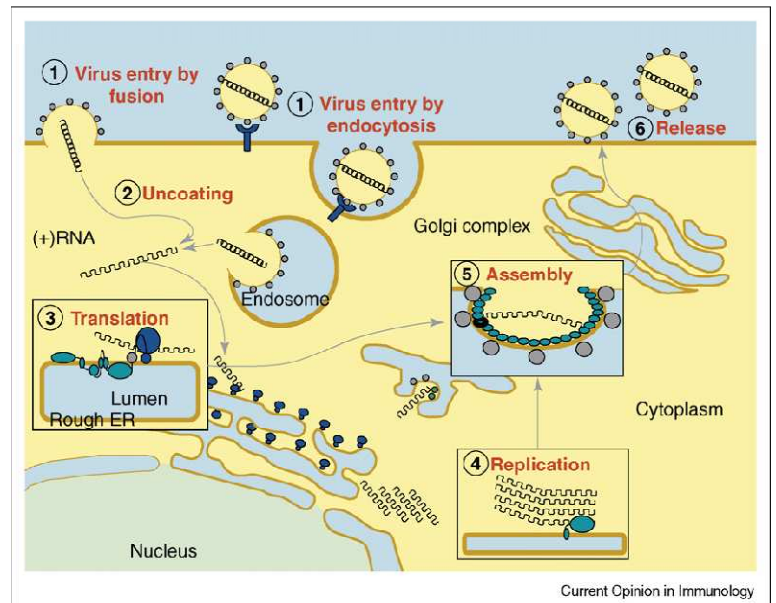 1 Virus entry by
fusion
1 Virus entry by
endocytosis
6 Release
2 Uncoating
(+)RNA
Golgi complex
Endosome
5 Assembly
3 Translation
Lumen
Rough ER
Cytoplasm
4 Replication
Nucleus
Current Opinion in Immunology